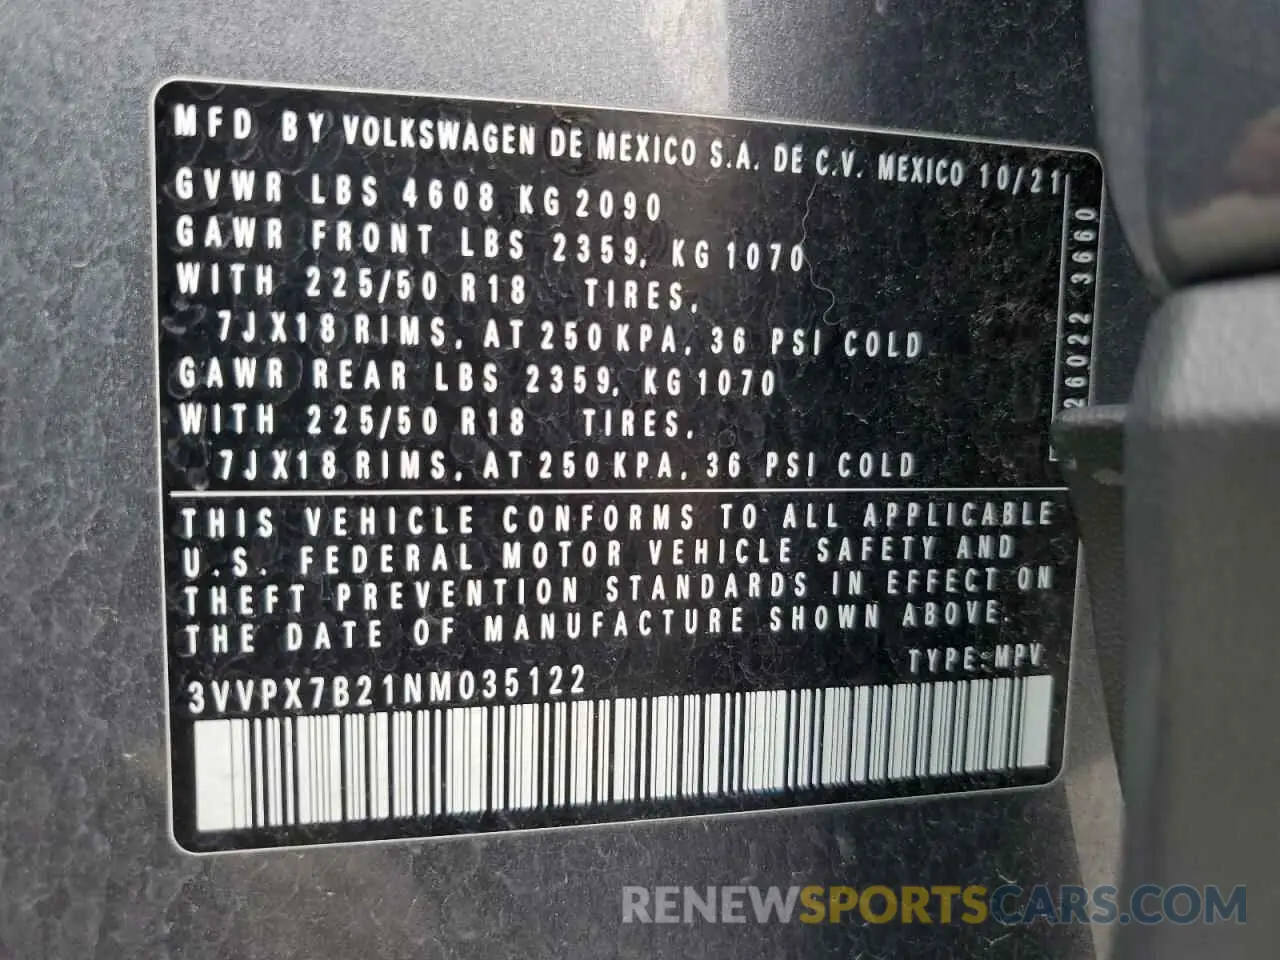 MFD BY VOLKSWAGEN DE MEXICO S.A. DE C.V. MEXICO 10/21
GVWR LBS 4608 KG 2090
GAWR FRONT LBS 2359, KG 1070
WITH 225/50 R18 TIRES,
7JX18 RIMS, AT 250 KPA, 36 PSI COLD
GAWR REAR LBS 2359, KG 1070
WITH 225/50 R18 TIRES,
7JX18 RIMS, AT 250 KPA, 36 PSI COLD
26022 3660
THIS VEHICLE CONFORMS TO ALL APPLICABLE
U.S. FEDERAL MOTOR VEHICLE SAFETY AND
THEFT PREVENTION STANDARDS IN EFFECT ON
THE DATE OF MANUFACTURE SHOWN ABOVE.
TYPE:MPV
3VVPX7B21NM035122
RENEWSPORTSCARS.COM